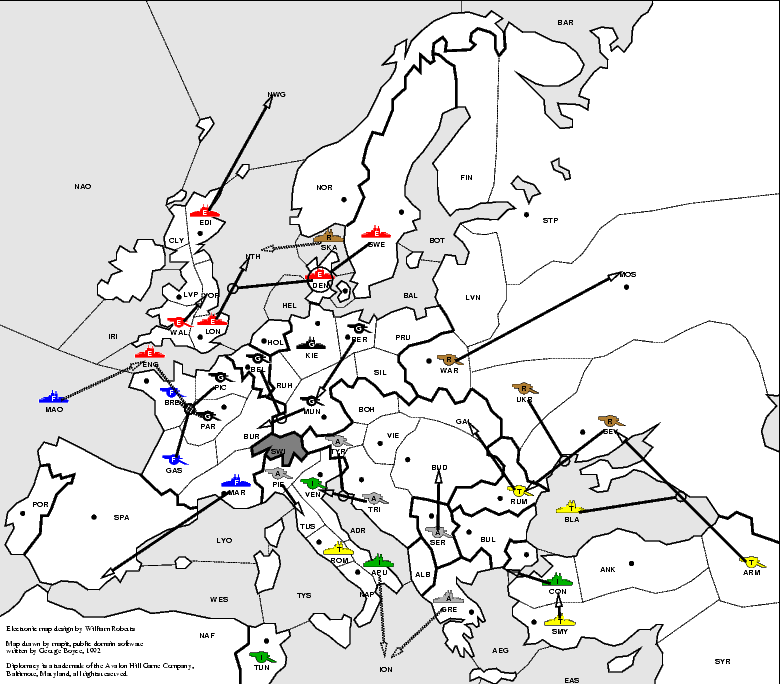 BAR
NWG
NAO
NOR
FIN
STP
EDI
R
SKA
E
SWE
E
CLY
BOT
NTH
MOS
E
DEN
LVP
YOR
HEL
BAL
LVN
E
WAL
E
LON
IRI
HOL
G
BER
PRU
G
KIE
E
ENG
G
BEL
R
WAR
SIL
RUH
G
PIC
F
MAO
F
BRE
G
MUN
BOH
R
UKR
G
PAR
GAL
R
SEV
BUR
VIE
A
TYR
SWI
F
GAS
BUD
A
PIE
F
MAR
I
VEN
T
RUM
A
TRI
T
BLA
POR
SPA
TUS
ADR
A
SER
BUL
LYO
T
ROM
I
APU
ALB
ANK
T
ARM
I
CON
WES
TYS
NAP
A
GRE
T
SMY
NAF
I
TUN
ION
AEG
EAS
SYR
Electronic map design by William Roberts
Map drawn by mapit, public domain software
written by George Boyce, 1992
Diplomacy is a trademark of the Avalon Hill Game Company,
Baltimore, Maryland, all rights reserved.